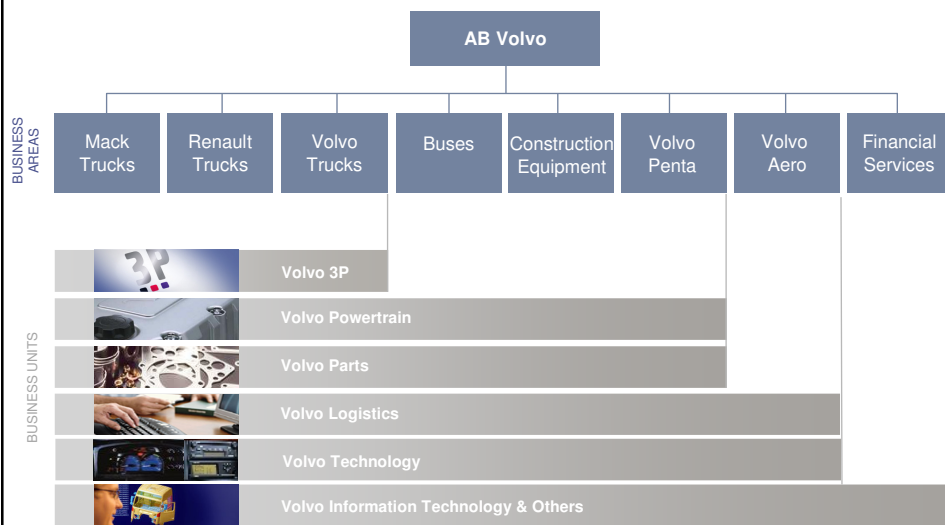 AB Volvo
BUSINESS
AREAS
Mack
Trucks
Renault
Trucks
Volvo
Trucks
Buses
Construction
Equipment
Volvo
Penta
Volvo
Aero
Financial
Services
BUSINESS UNITS
3P
Volvo 3P
Volvo Powertrain
Volvo Parts
Volvo Logistics
Volvo Technology
Volvo Information Technology & Others